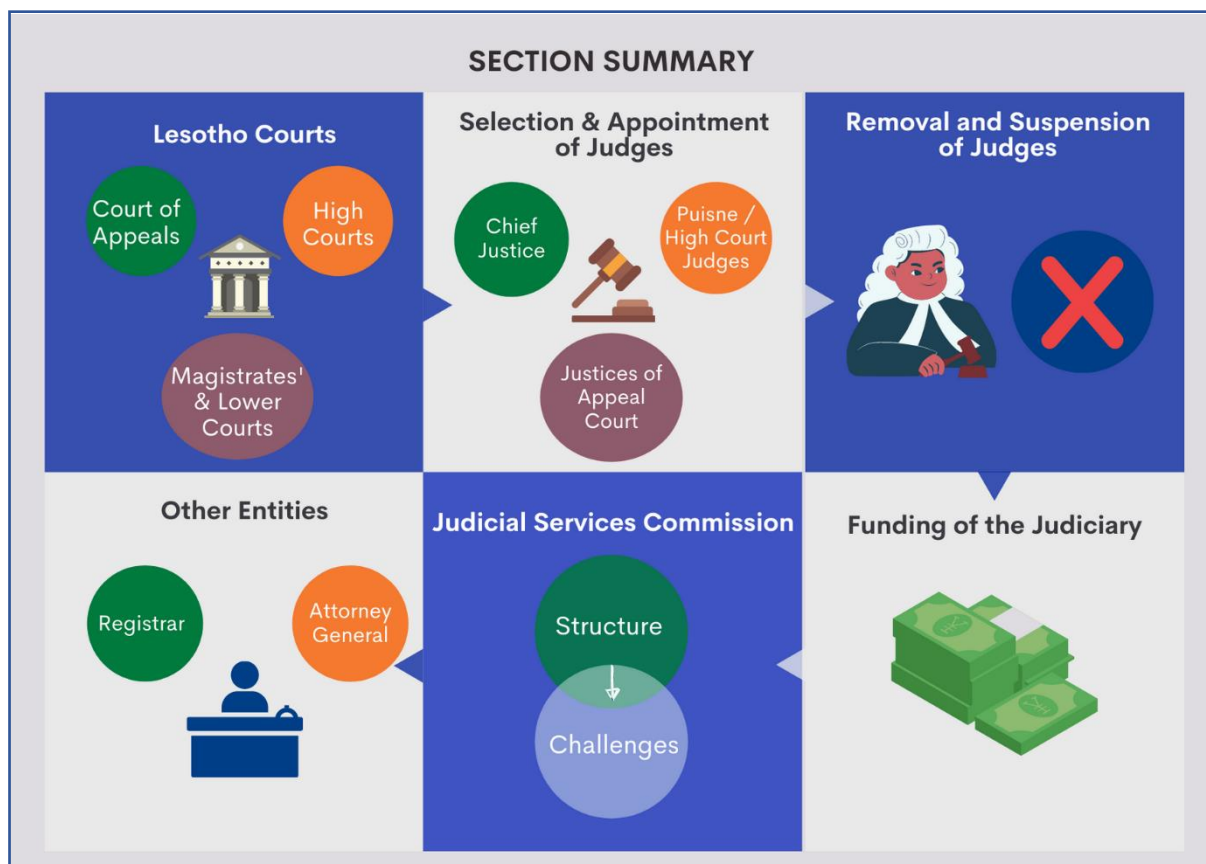 SECTION SUMMARY
Lesotho Courts
Court of
Appeals
High
Courts
Magistrates'
& Lower
Courts
Selection & Appointment
of Judges
Chief
Justice
Puisne /
High Court
Judges
Justices of
Appeal
Court
Removal and Suspension
of Judges
Funding of the Judiciary
Judicial Services Commission
Structure
Challenges
Other Entities
Registrar
Attorney
General